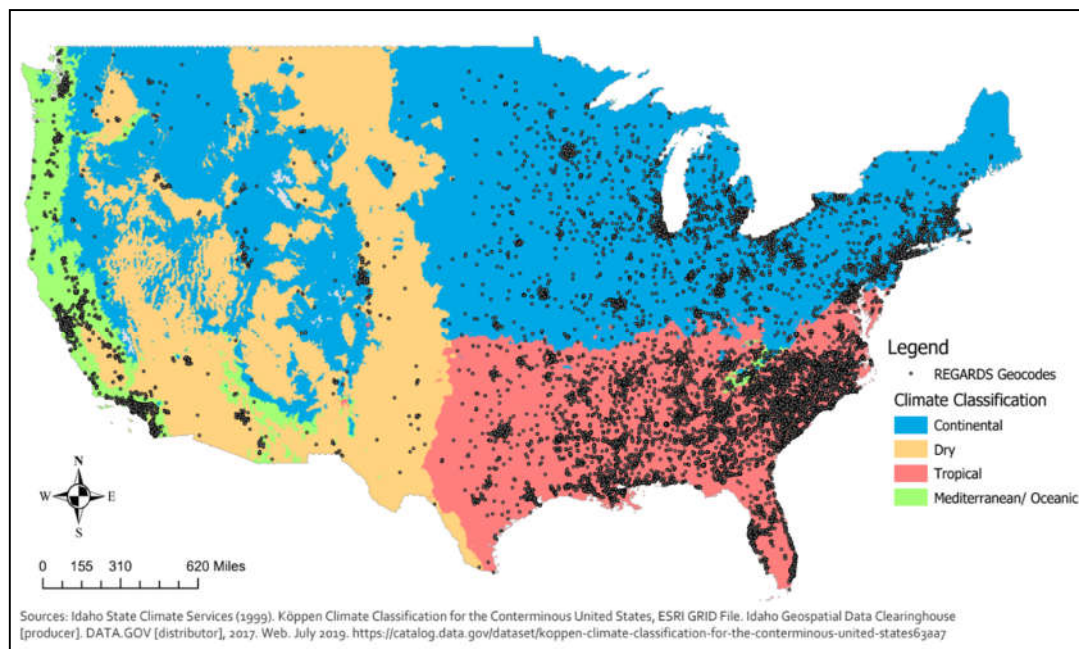 Legend
REGARDS Geocodes
Climate Classification
Continental
Dry
Tropical
Mediterranean/ Oceanic
N
W E
S
0 155 310 620 Miles
Sources: Idaho State Climate Services (1999). Köppen Climate Classification for the Conterminous United States, ESRI GRID File. Idaho Geospatial Data Clearinghouse
[producer]. DATA.GOV [distributor], 2017. Web. July 2019. https://catalog.data.gov/dataset/koppen-climate-classification-for-the-conterminous-united-states63aa7